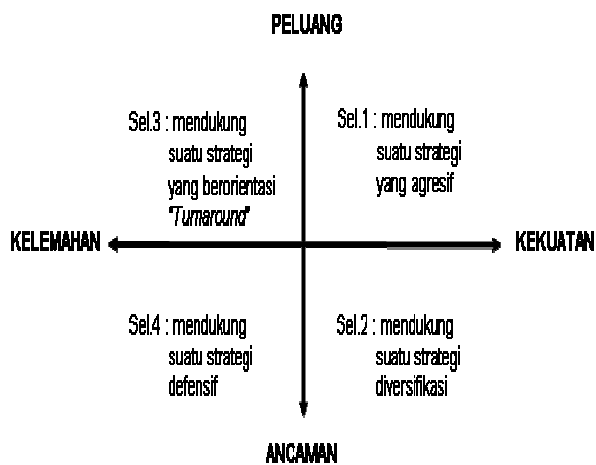 PELUANG
Sel.3 : mendukung
suatu strategi
yang berorientasi
"Turnaround"
Sel.1 : mendukung
suatu strategi
yang agresif
KELEMAHAN
KEKUATAN
Sel.4 : mendukung
suatu strategi
defensif
Sel.2 : mendukung
suatu strategi
diversifikasi
ANCAMAN